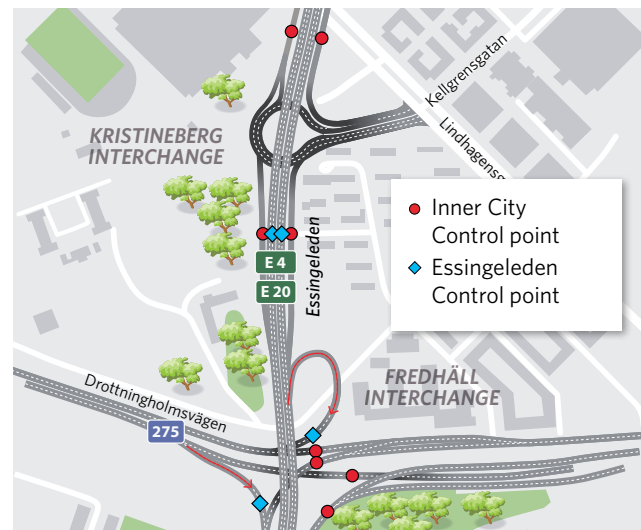 Kellgrensgatan
Lindhagensg
KRISTINEBERG
INTERCHANGE
Inner City
Control point
Essingeleden
Control point
Essingeleden
E 4
E 20
Drottningholmsvägen
FREDHÄLL
INTERCHANGE
275